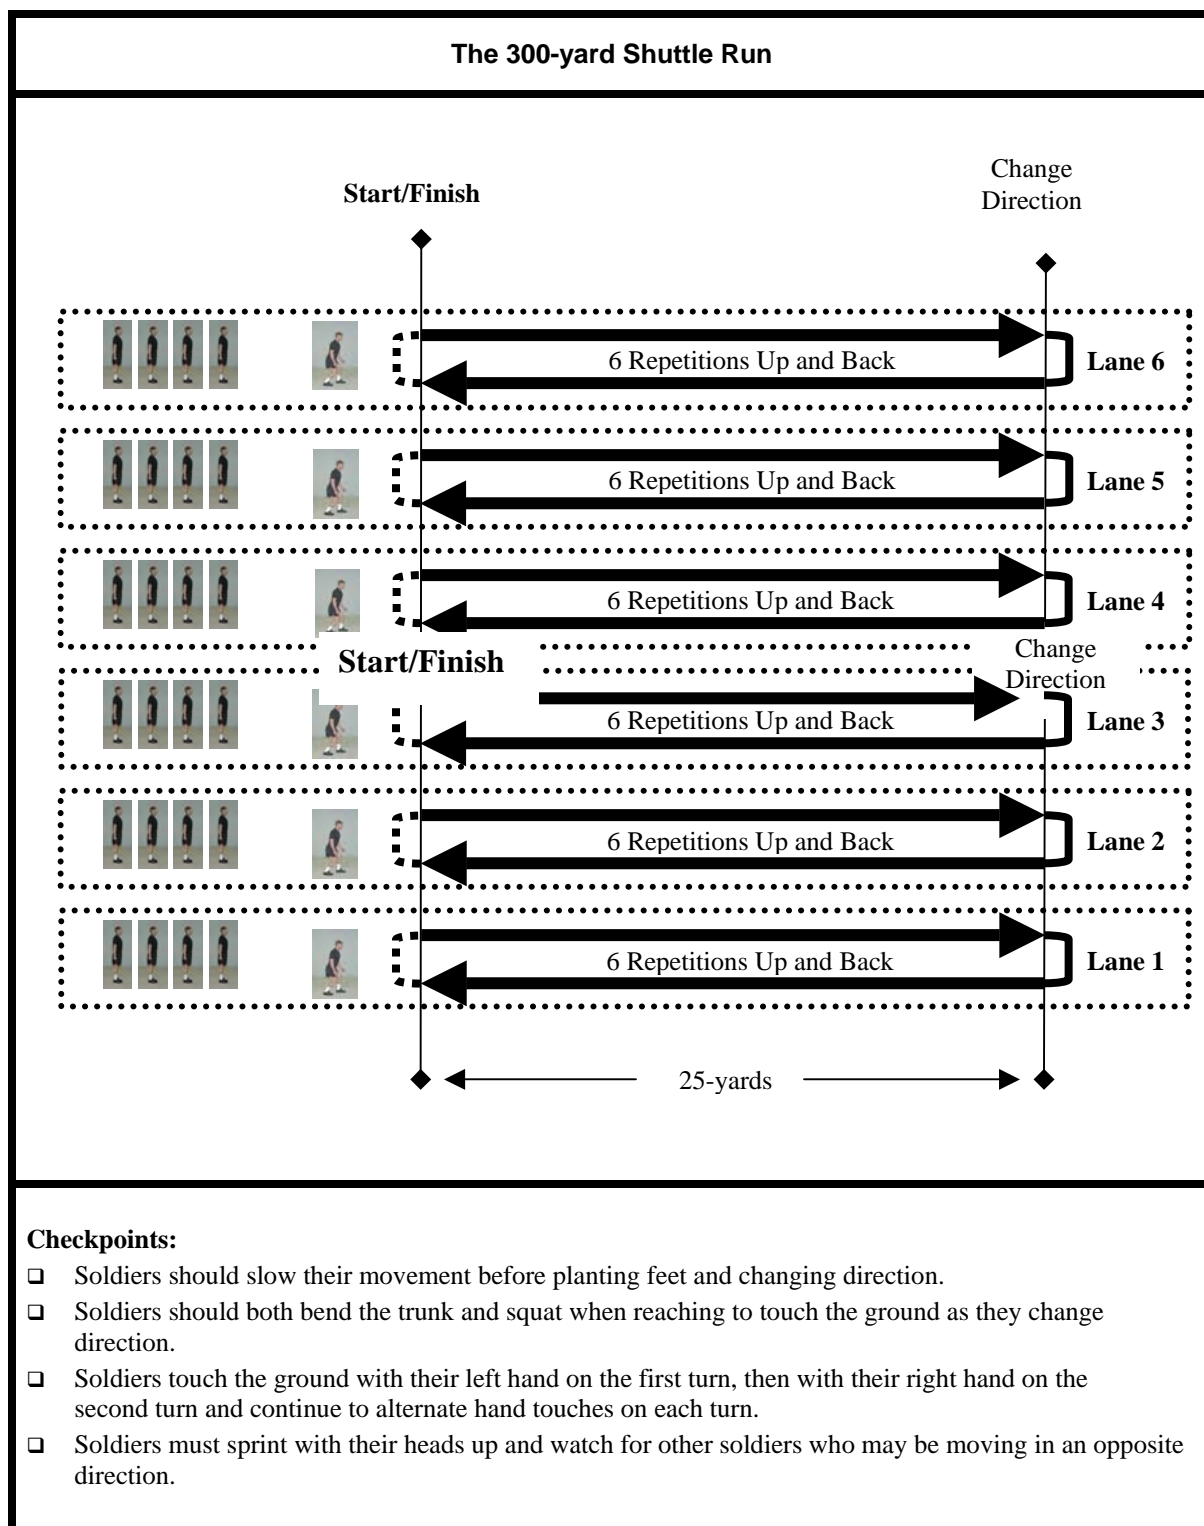 The 300-yard Shuttle Run
Change
Direction
Start/Finish
6 Repetitions Up and Back
Lane 6
6 Repetitions Up and Back
Lane 5
6 Repetitions Up and Back
Lane 4
Start/Finish
Change
Direction
6 Repetitions Up and Back
Lane 3
6 Repetitions Up and Back
Lane 2
6 Repetitions Up and Back
Lane 1
25-yards
Checkpoints:
❑ Soldiers should slow their movement before planting feet and changing direction.
❑ Soldiers should both bend the trunk and squat when reaching to touch the ground as they change
direction.
❑ Soldiers touch the ground with their left hand on the first turn, then with their right hand on the
second turn and continue to alternate hand touches on each turn.
❑ Soldiers must sprint with their heads up and watch for other soldiers who may be moving in an opposite
direction.